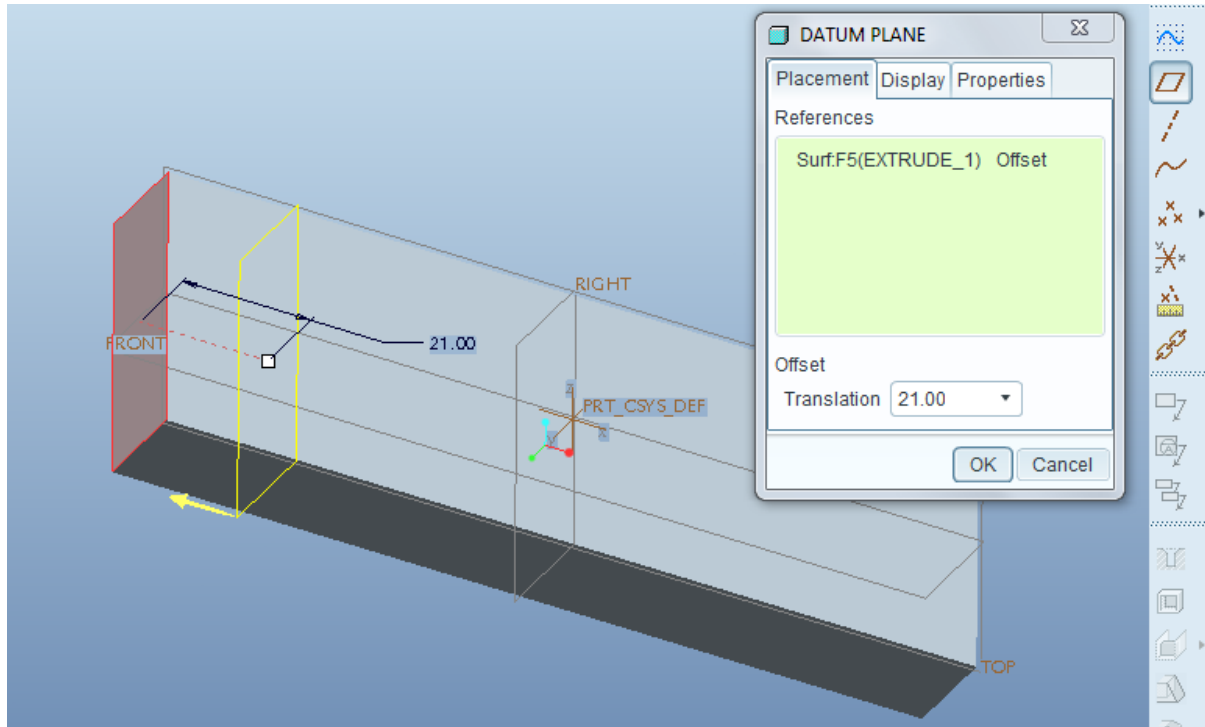 DATUM PLANE
Placement Display Properties
References
Surf:F5(EXTRUDE_1) Offset
Offset
Translation 21.00
OK Cancel
RIGHT
FRONT
21.00
Z
PRT_CSYS_DEF
Y
X
TOP